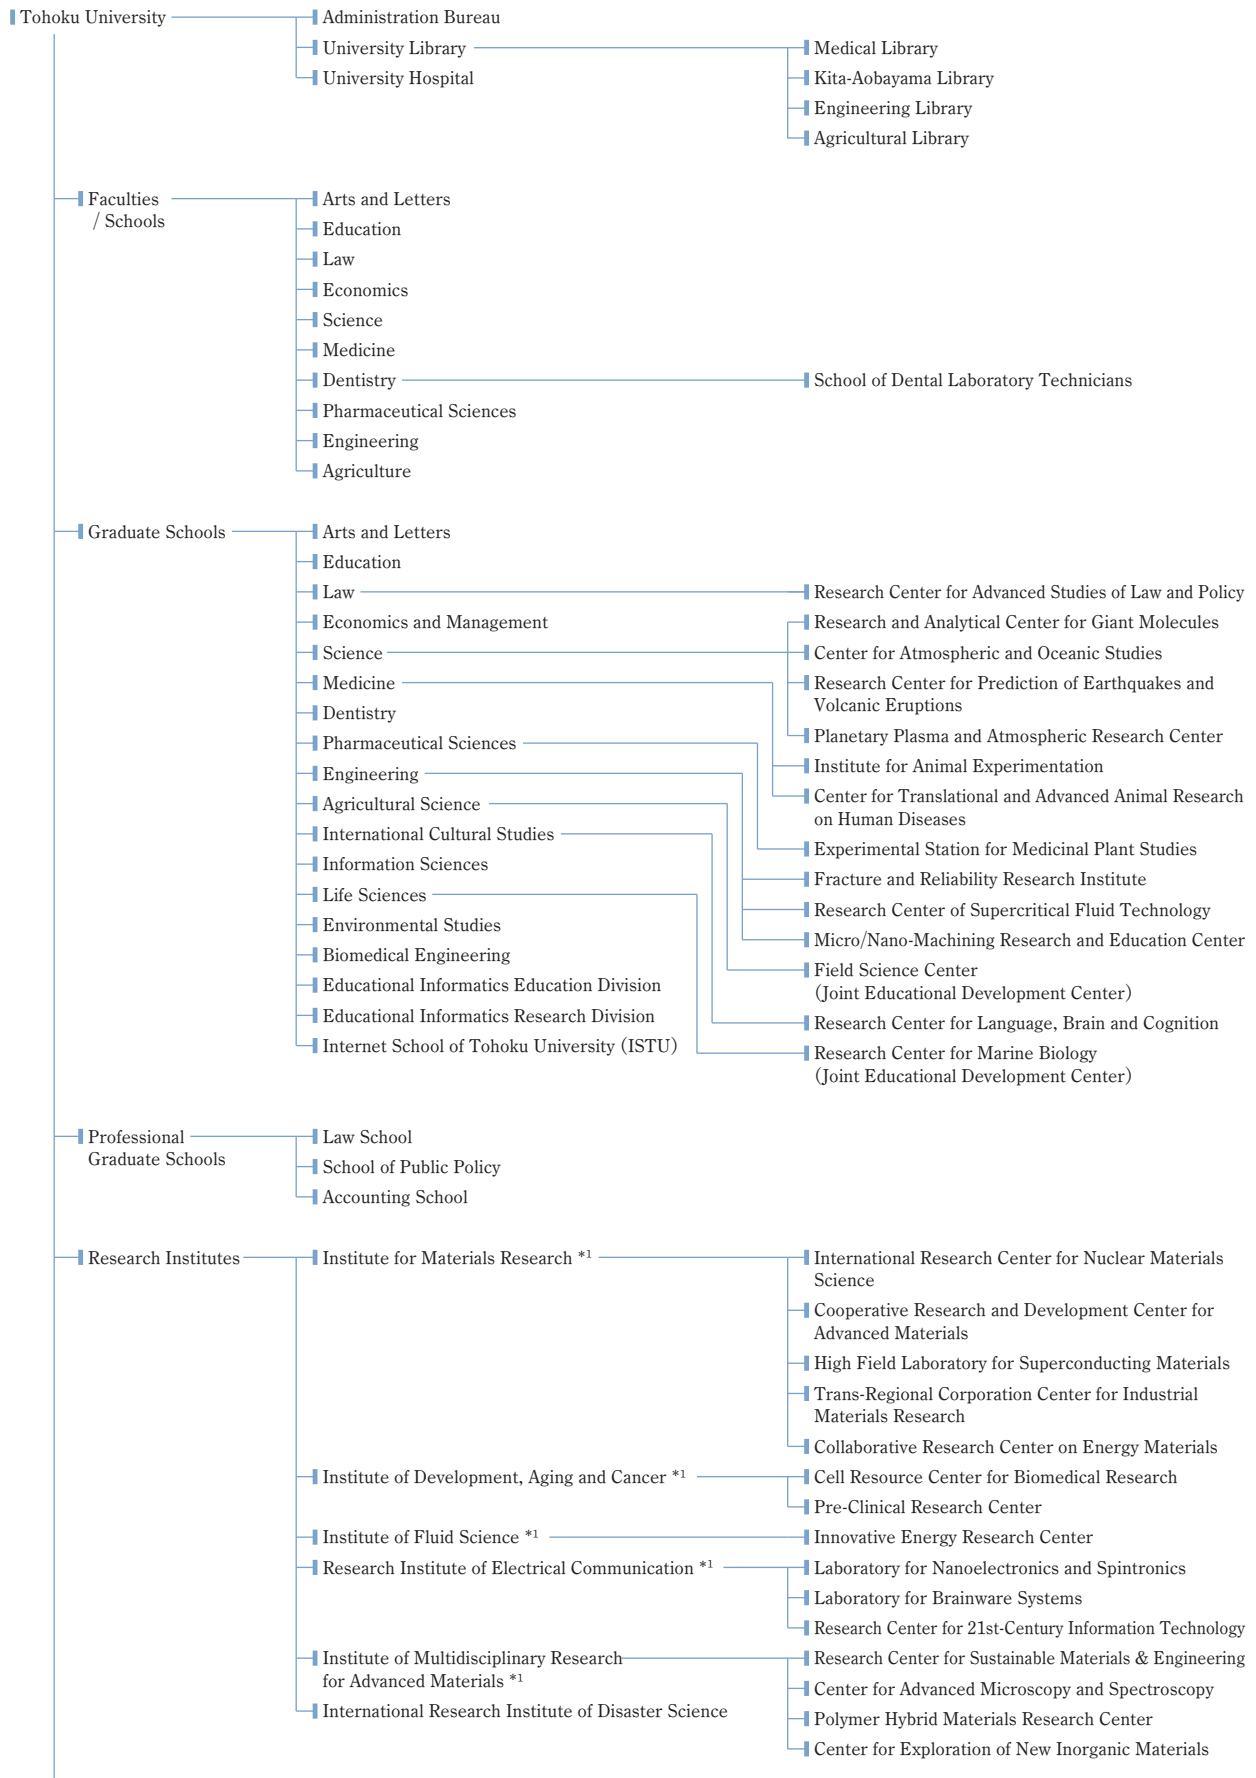 Tohoku University
Administration Bureau
University Library
Medical Library
University Hospital
Kita-Aobayama Library
Engineering Library
Agricultural Library
Faculties
/ Schools
Arts and Letters
Education
Law
Economics
Science
Medicine
Dentistry
School of Dental Laboratory Technicians
Pharmaceutical Sciences
Engineering
Agriculture
Graduate Schools
Arts and Letters
Education
Law
Research Center for Advanced Studies of Law and Policy
Economics and Management
Research and Analytical Center for Giant Molecules
Science
Center for Atmospheric and Oceanic Studies
Medicine
Research Center for Prediction of Earthquakes and
Volcanic Eruptions
Dentistry
Planetary Plasma and Atmospheric Research Center
Pharmaceutical Sciences
Institute for Animal Experimentation
Engineering
Center for Translational and Advanced Animal Research
on Human Diseases
Agricultural Science
International Cultural Studies
Experimental Station for Medicinal Plant Studies
Information Sciences
Fracture and Reliability Research Institute
Life Sciences
Research Center of Supercritical Fluid Technology
Environmental Studies
Micro/Nano-Machining Research and Education Center
Biomedical Engineering
Field Science Center
(Joint Educational Development Center)
Educational Informatics Education Division
Educational Informatics Research Division
Research Center for Language, Brain and Cognition
Internet School of Tohoku University (ISTU)
Research Center for Marine Biology
(Joint Educational Development Center)
Professional
Graduate Schools
Law School
School of Public Policy
Accounting School
Research Institutes
Institute for Materials Research *1
International Research Center for Nuclear Materials
Science
Cooperative Research and Development Center for
Advanced Materials
High Field Laboratory for Superconducting Materials
Trans-Regional Corporation Center for Industrial
Materials Research
Collaborative Research Center on Energy Materials
Institute of Development, Aging and Cancer *1
Cell Resource Center for Biomedical Research
Pre-Clinical Research Center
Institute of Fluid Science *1
Innovative Energy Research Center
Research Institute of Electrical Communication *1
Laboratory for Nanoelectronics and Spintronics
Laboratory for Brainware Systems
Research Center for 21st-Century Information Technology
Institute of Multidisciplinary Research
for Advanced Materials *1
Research Center for Sustainable Materials & Engineering
Center for Advanced Microscopy and Spectroscopy
International Research Institute of Disaster Science
Polymer Hybrid Materials Research Center
Center for Exploration of New Inorganic Materials